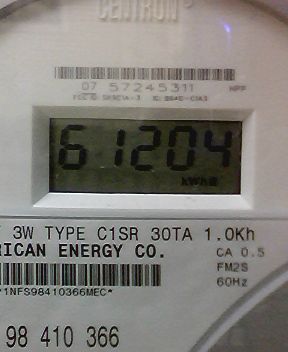 CENTRON®
07 57245311
61204
kWh
3W TYPE C1SR 30TA 1.0Kh
RICAN ENERGY CO.
CA 0.5
FM2S
60Hz
*1NFS98410366MEC*
98 410 366